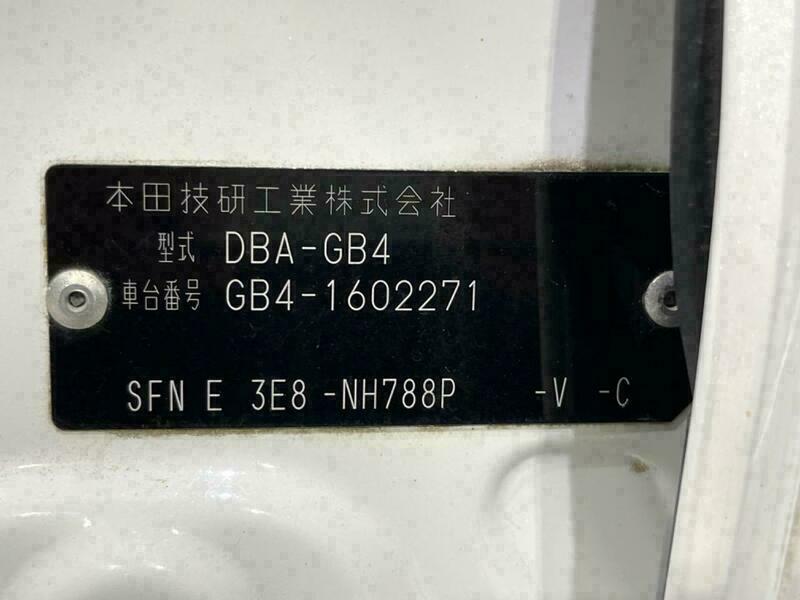 本田技研工業株式会社
型式 DBA-GB4
車台番号 GB4-1602271
SFN E 3E8 -NH788P -V -C